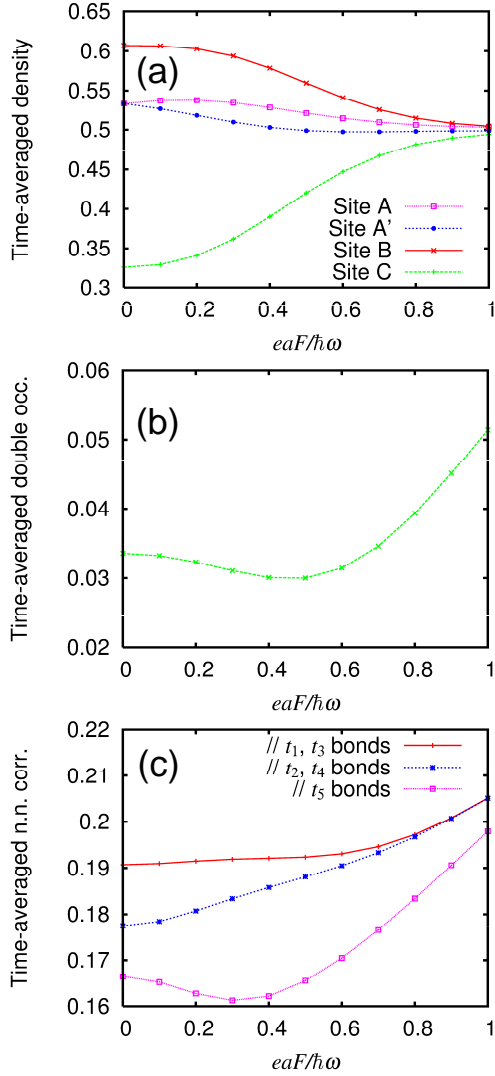 0.65
0.6
0.55
0.5
0.45
0.4
0.35
0.3
Time-averaged density
(a)
Site A
Site A'
Site B
Site C
0 0.2 0.4 0.6 0.8 1
eaF/ħω
0.06
0.05
0.04
0.03
0.02
Time-averaged double occ.
(b)
0 0.2 0.4 0.6 0.8 1
eaF/ħω
0.22
0.21
0.2
0.19
0.18
0.17
0.16
Time-averaged n.n. corr.
(c)
// t₁, t₃ bonds
// t₂, t₄ bonds
// t₅ bonds
0 0.2 0.4 0.6 0.8 1
eaF/ħω